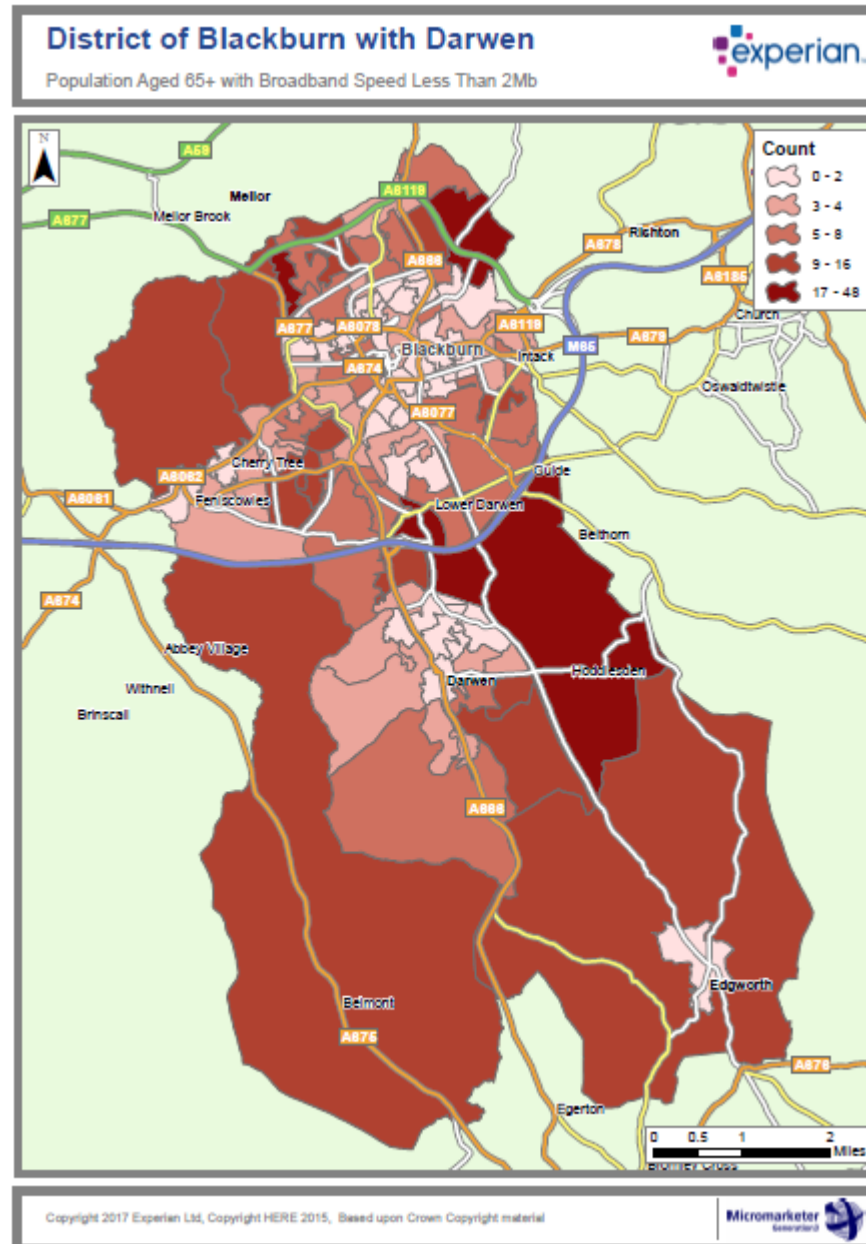 District of Blackburn with Darwen
Population Aged 65+ with Broadband Speed Less Than 2Mb
experian.
N
Count
0 - 2
3 - 4
5 - 8
9 - 16
17 - 48
A59
A6119
Mellor
A677
Mellor Brook
Rishton
A678
A666
A6185
A677
A6078
A6119
Church
Blackburn
A679
M65
Intack
A674
Oswaldtwistle
A6077
Cherry Tree
A6062
Guide
A6061
Feniscowles
Lower Darwen
Belthorn
A674
Abbey Village
Hoddlesden
Withnell
Darwen
Brinscall
A666
Edgworth
Belmont
A675
A676
Egerton
0 0.5 1 2
Miles
Bromley Cross
Copyright 2017 Experian Ltd, Copyright HERE 2015, Based upon Crown Copyright material
Micromarketer
Generation3